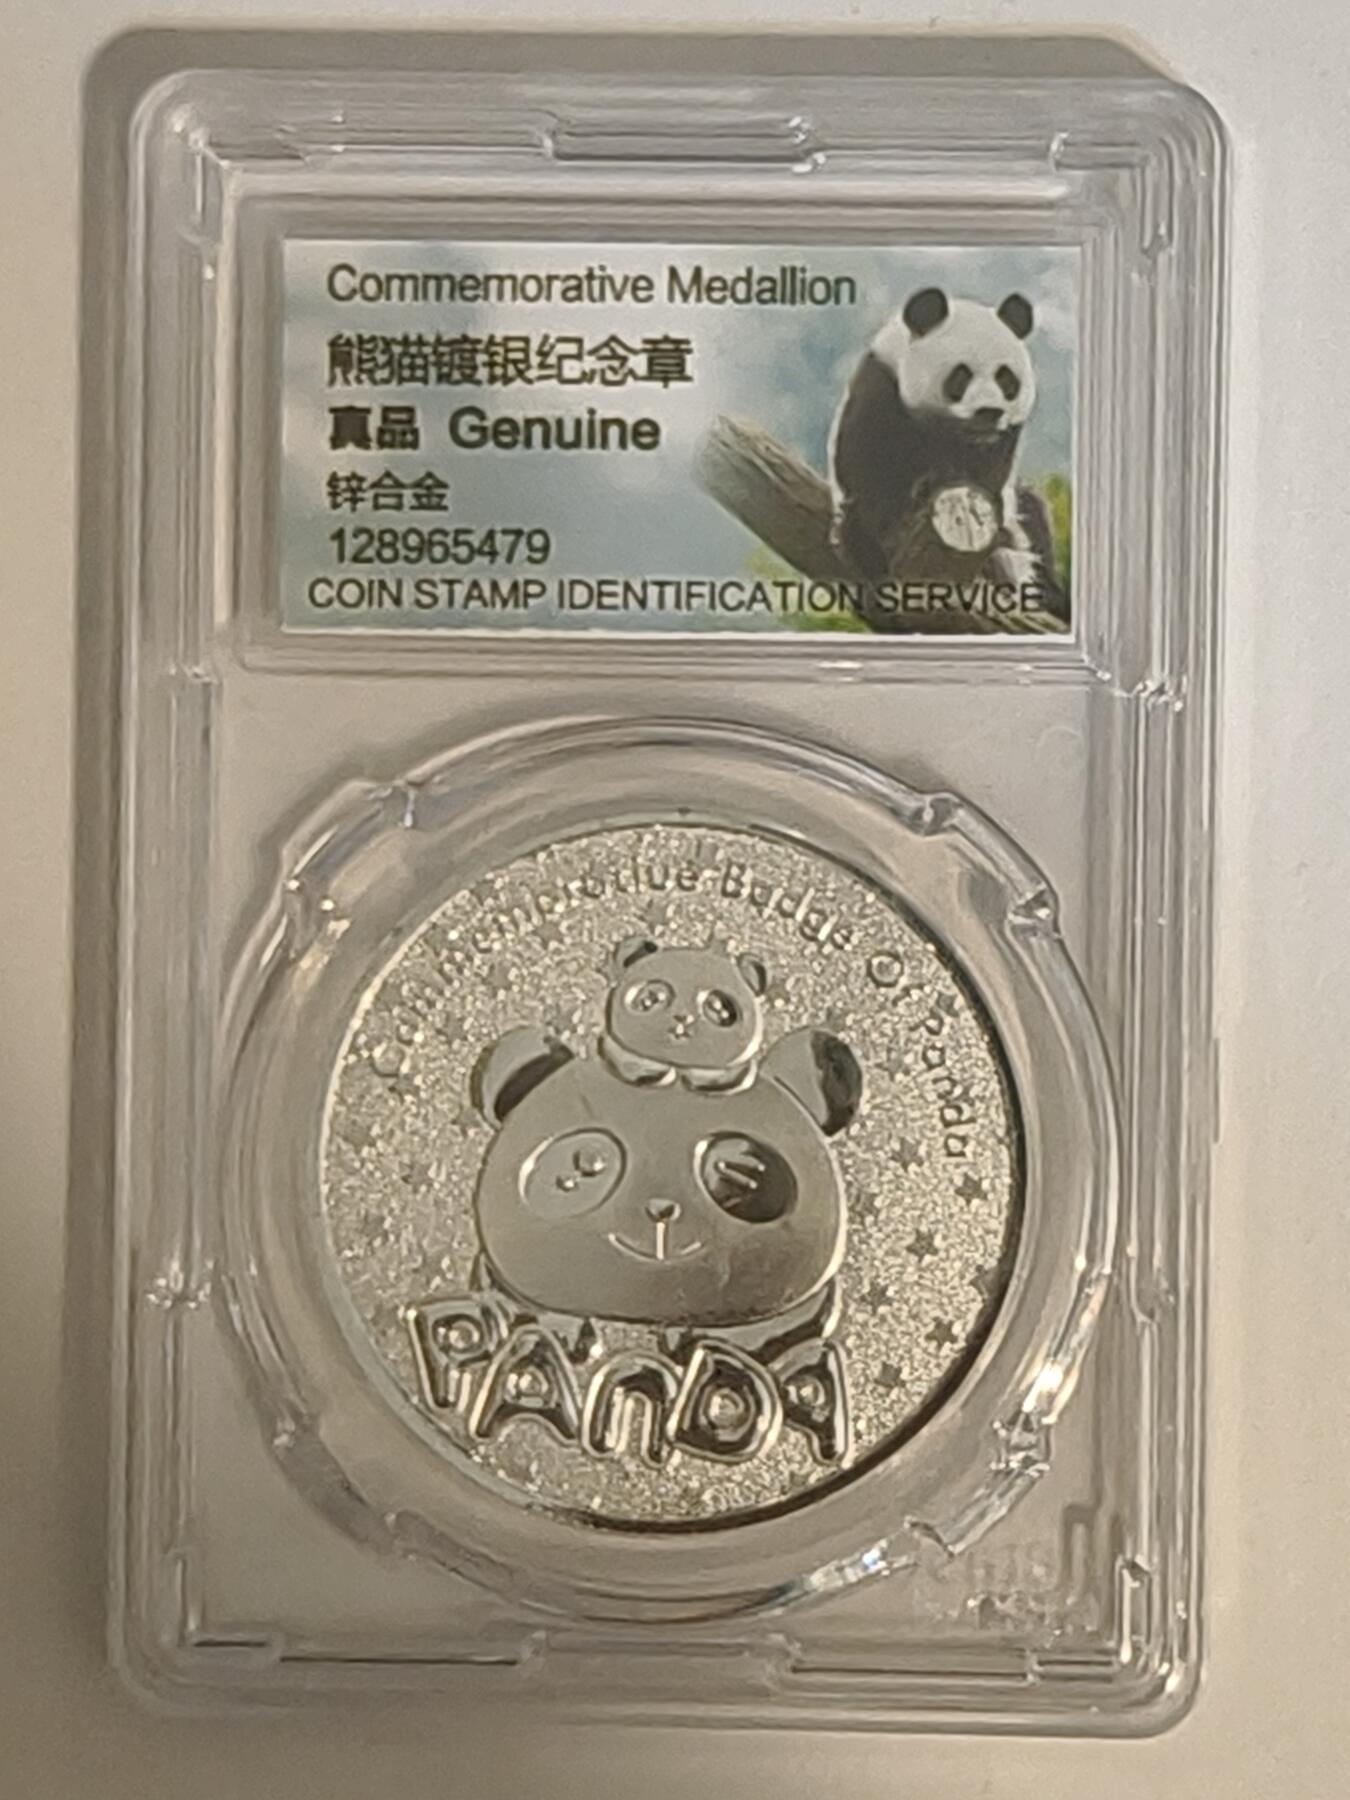 Commemorative Medallion
熊猫镀银纪念章
真品 Genuine
锌合金
128965479
COIN STAMP IDENTIFICATION SERVICE
Commemorative Badge Of Panda
PAnDA